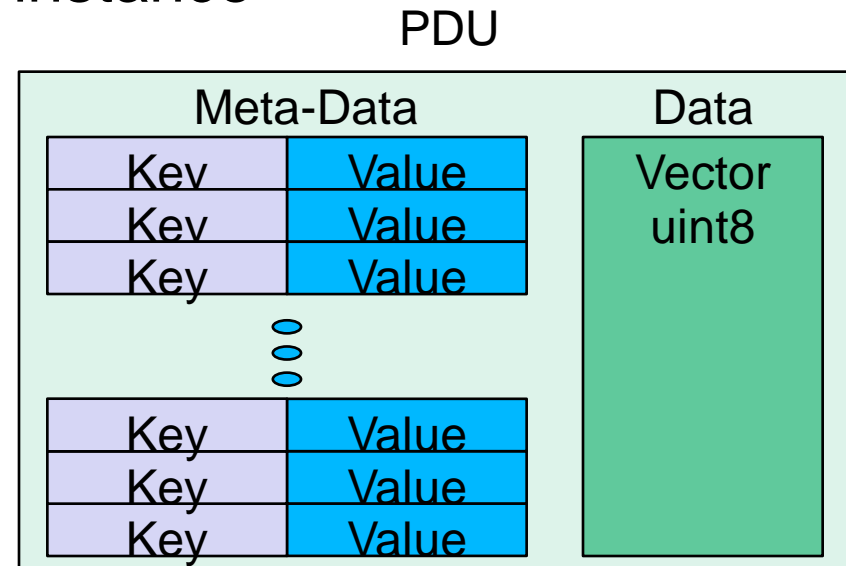 PDU
Meta-Data Data
Key Value Vector
Key Value uint8
Key Value
Key Value
Key Value
Key Value